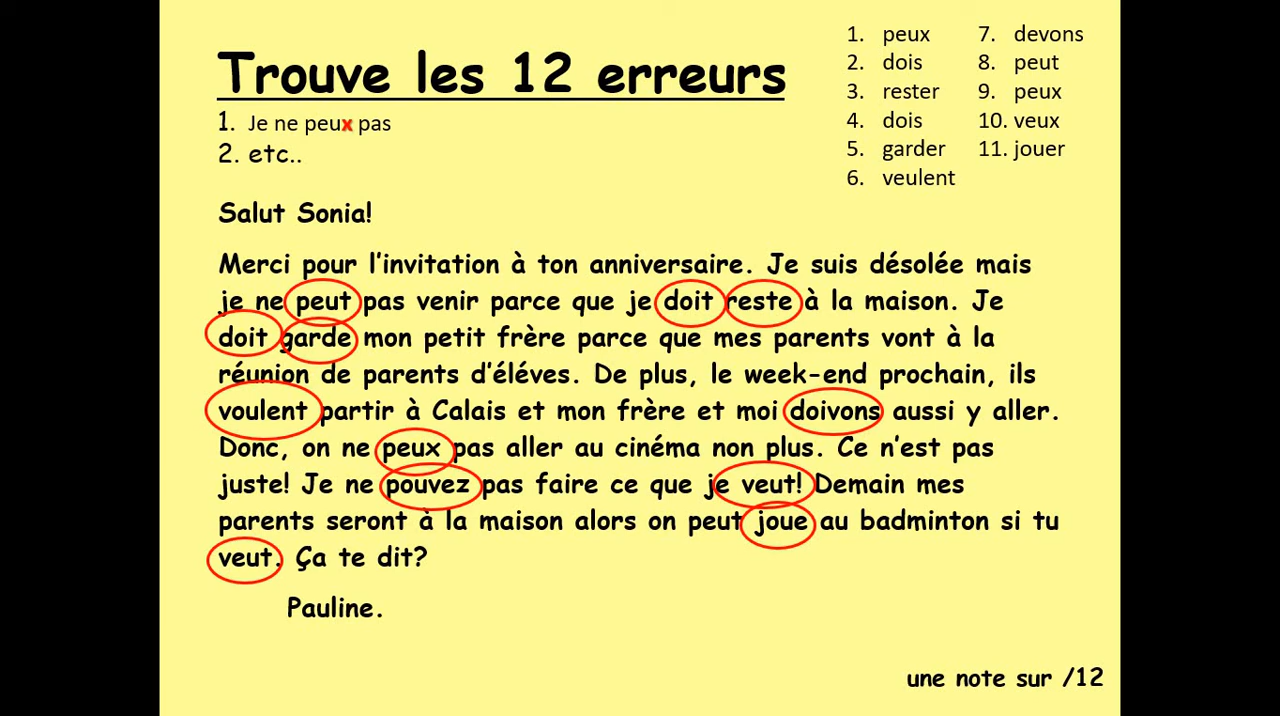 Trouve les 12 erreurs
1. Je ne peux pas
2. etc..
1. peux
2. dois
3. rester
4. dois
5. garder
6. veulent
7. devons
8. peut
9. peux
10. veux
11. jouer
Salut Sonia!
Merci pour l'invitation à ton anniversaire. Je suis désolée mais
je ne peut pas venir parce que je doit reste à la maison. Je
doit garde mon petit frère parce que mes parents vont à la
réunion de parents d'éléves. De plus, le week-end prochain, ils
voulent partir à Calais et mon frère et moi doivons aussi y aller.
Donc, on ne peux pas aller au cinéma non plus. Ce n'est pas
juste! Je ne pouvez pas faire ce que je veut! Demain mes
parents seront à la maison alors on peut joue au badminton si tu
veut. Ça te dit?
Pauline.
une note sur /12